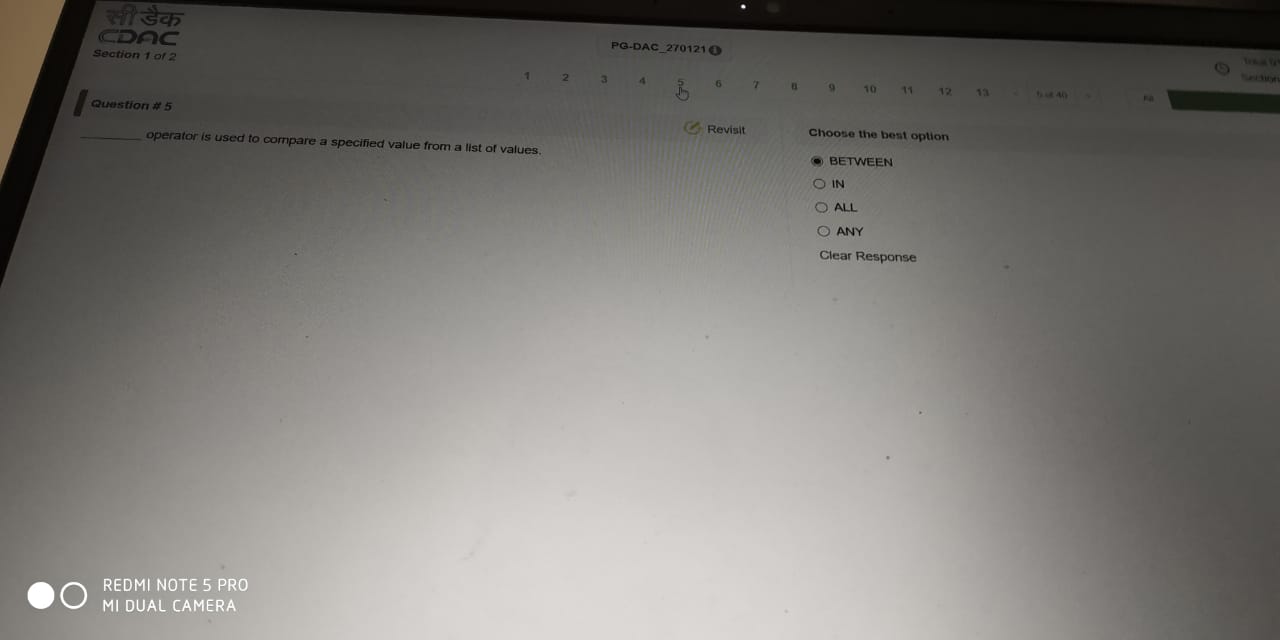 सी डैक
CDAC
Section 1 of 2
PG-DAC_270121
1 2 3 4 5 6 7 8 9 10 11 12 13 5 of 40 All
Question # 5
Revisit
Choose the best option
________ operator is used to compare a specified value from a list of values.
BETWEEN
IN
ALL
ANY
Clear Response
Total
Section
REDMI NOTE 5 PRO
MI DUAL CAMERA